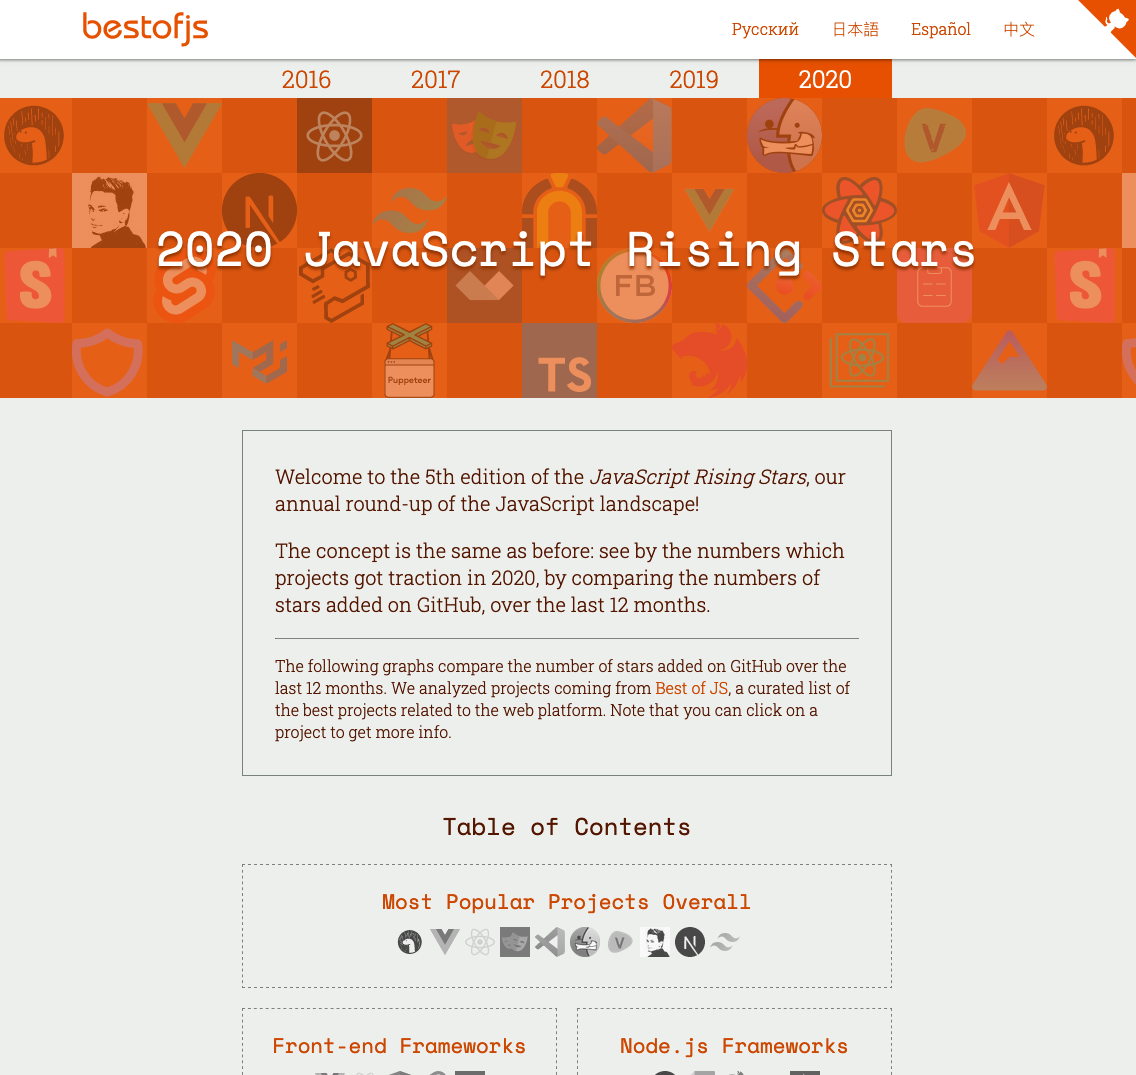 bestofjs
Русский 日本語 Español 中文
2016 2017 2018 2019 2020
V V
N
2020 JavaScript Rising Stars
S S FB S
Puppeteer TS
Welcome to the 5th edition of the JavaScript Rising Stars, our
annual round-up of the JavaScript landscape!
The concept is the same as before: see by the numbers which
projects got traction in 2020, by comparing the numbers of
stars added on GitHub, over the last 12 months.
The following graphs compare the number of stars added on GitHub over the
last 12 months. We analyzed projects coming from Best of JS, a curated list of
the best projects related to the web platform. Note that you can click on a
project to get more info.
Table of Contents
Most Popular Projects Overall
V V N
Front-end Frameworks Node.js Frameworks